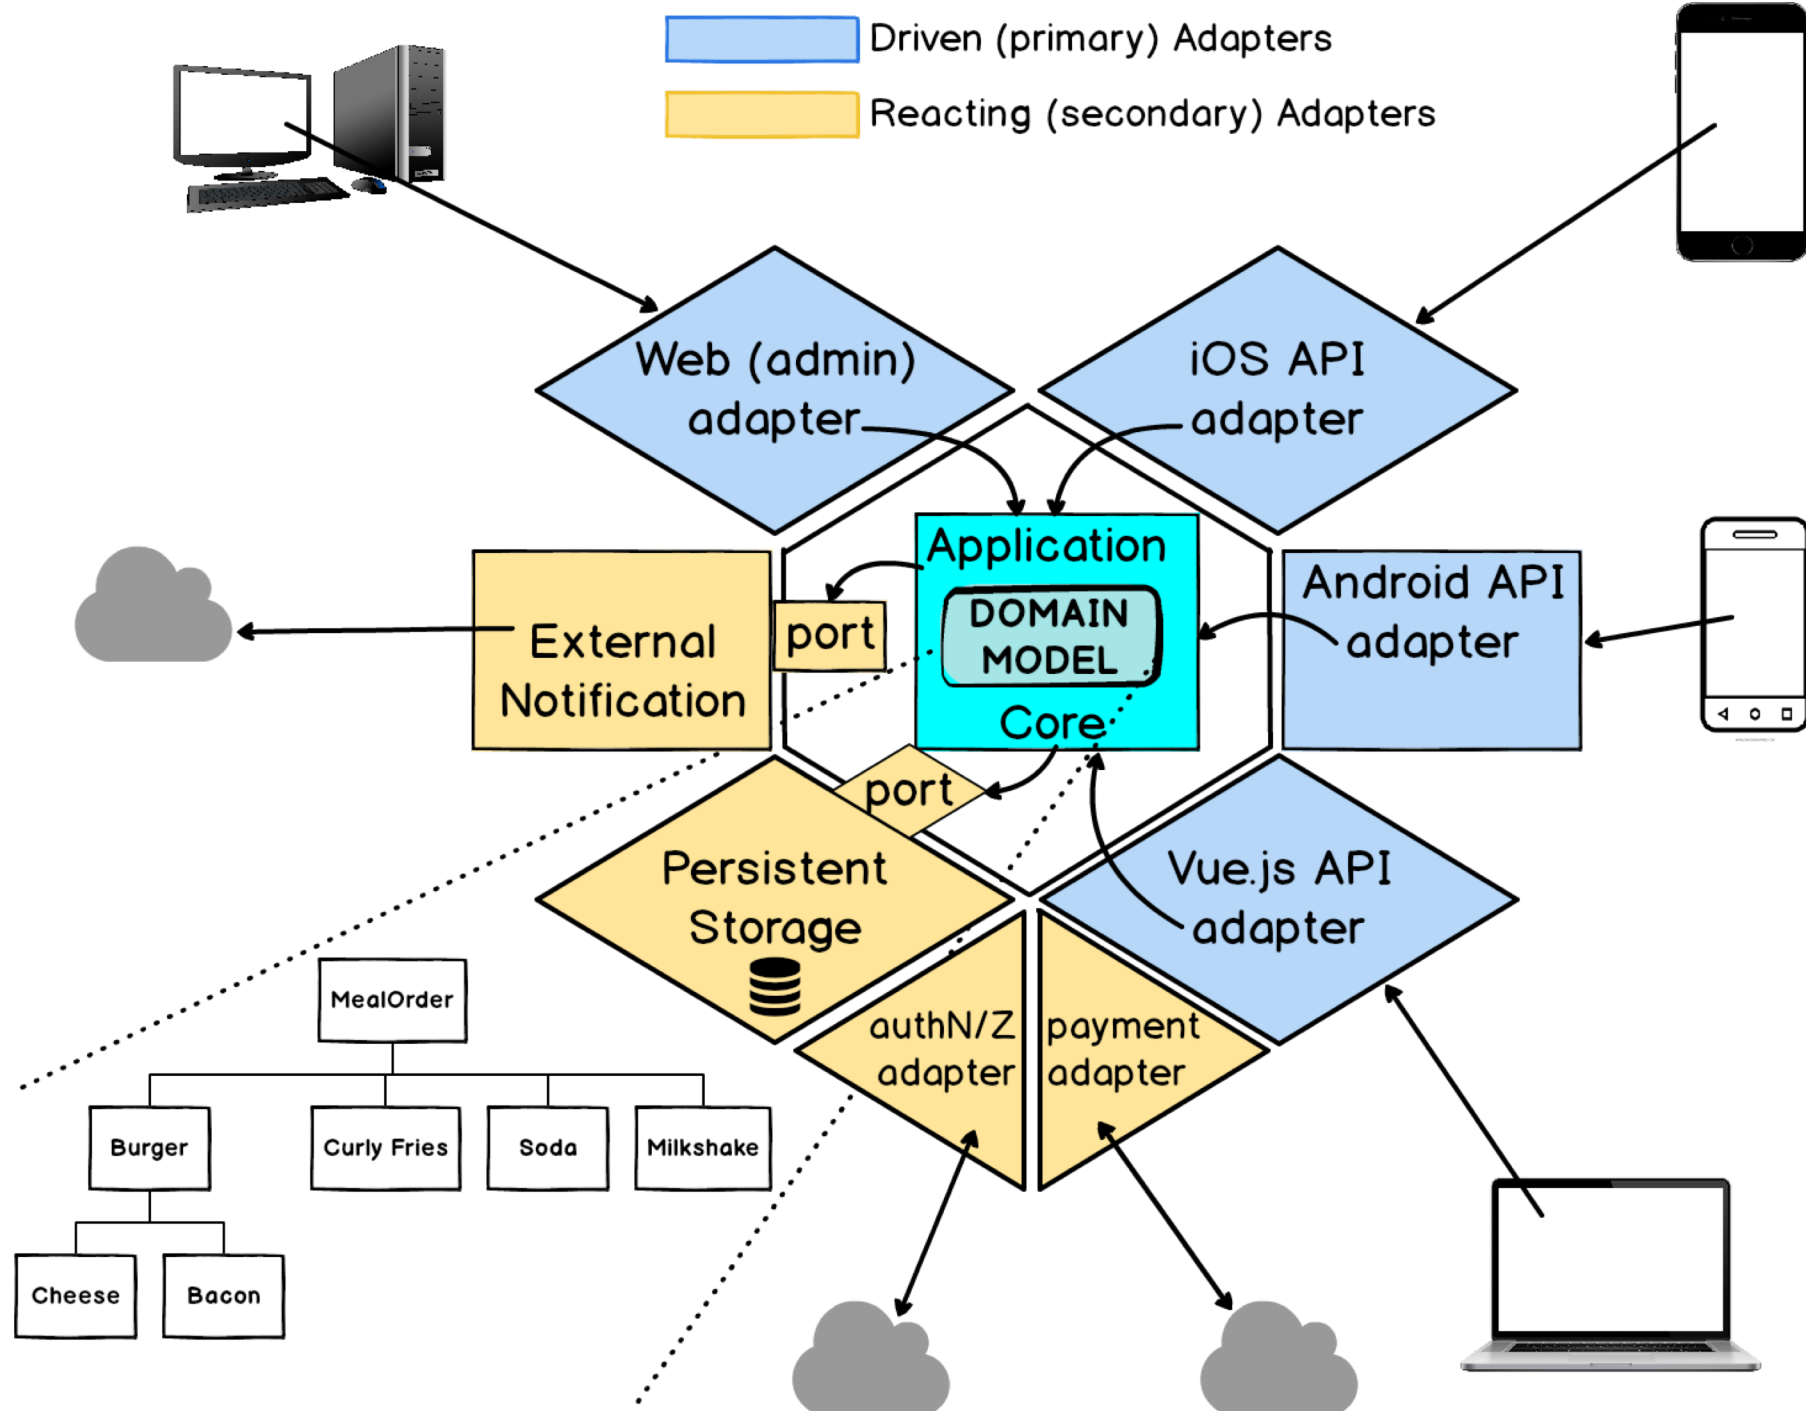 Driven (primary) Adapters
Reacting (secondary) Adapters
Web (admin)
adapter
iOS API
adapter
Application
DOMAIN
MODEL
Core
Android API
adapter
External
Notification
port
port
Persistent
Storage
Vue.js API
adapter
authN/Z
adapter
payment
adapter
MealOrder
Burger
Curly Fries
Soda
Milkshake
Cheese
Bacon